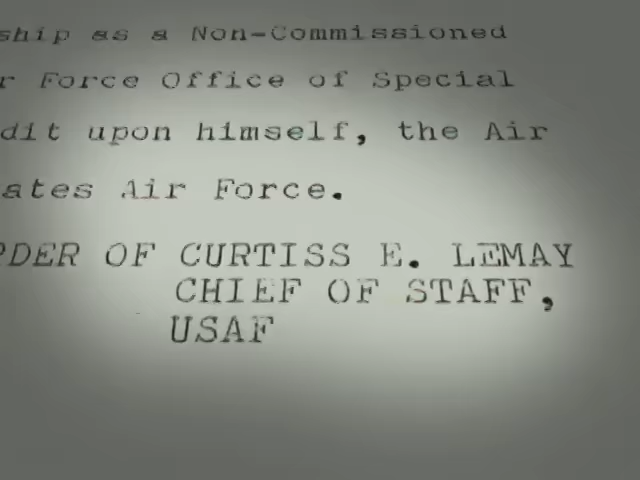 ship as a Non-Commissioned
r Force Office of Special
dit upon himself, the Air
ates Air Force.
RDER OF CURTISS E. LEMAY
CHIEF OF STAFF,
USAF